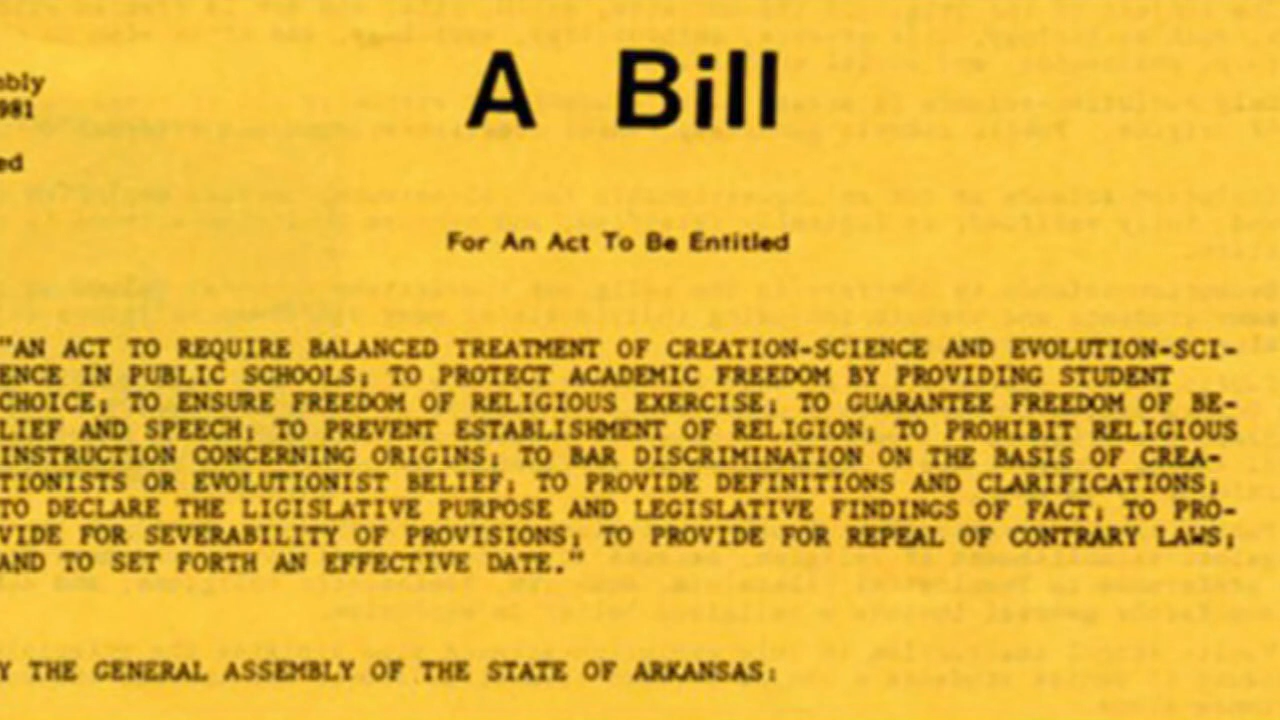 A Bill
bly
981
ed
For An Act To Be Entitled
"AN ACT TO REQUIRE BALANCED TREATMENT OF CREATION-SCIENCE AND EVOLUTION-SCI-
ENCE IN PUBLIC SCHOOLS; TO PROTECT ACADEMIC FREEDOM BY PROVIDING STUDENT
CHOICE; TO ENSURE FREEDOM OF RELIGIOUS EXERCISE; TO GUARANTEE FREEDOM OF BE-
LIEF AND SPEECH; TO PREVENT ESTABLISHMENT OF RELIGION; TO PROHIBIT RELIGIOUS
INSTRUCTION CONCERNING ORIGINS; TO BAR DISCRIMINATION ON THE BASIS OF CREA-
TIONISTS OR EVOLUTIONIST BELIEF; TO PROVIDE DEFINITIONS AND CLARIFICATIONS;
TO DECLARE THE LIGISLATIVE PURPOSE AND LEGISLATIVE FINDINGS OF FACT; TO PRO-
VIDE FOR SEVERABILITY OF PROVISIONS; TO PROVIDE FOR REPEAL OF CONTRARY LAWS;
AND TO SET FORTH AN EFFECTIVE DATE."
Y THE GENERAL ASSEMBLY OF THE STATE OF ARKANSAS: